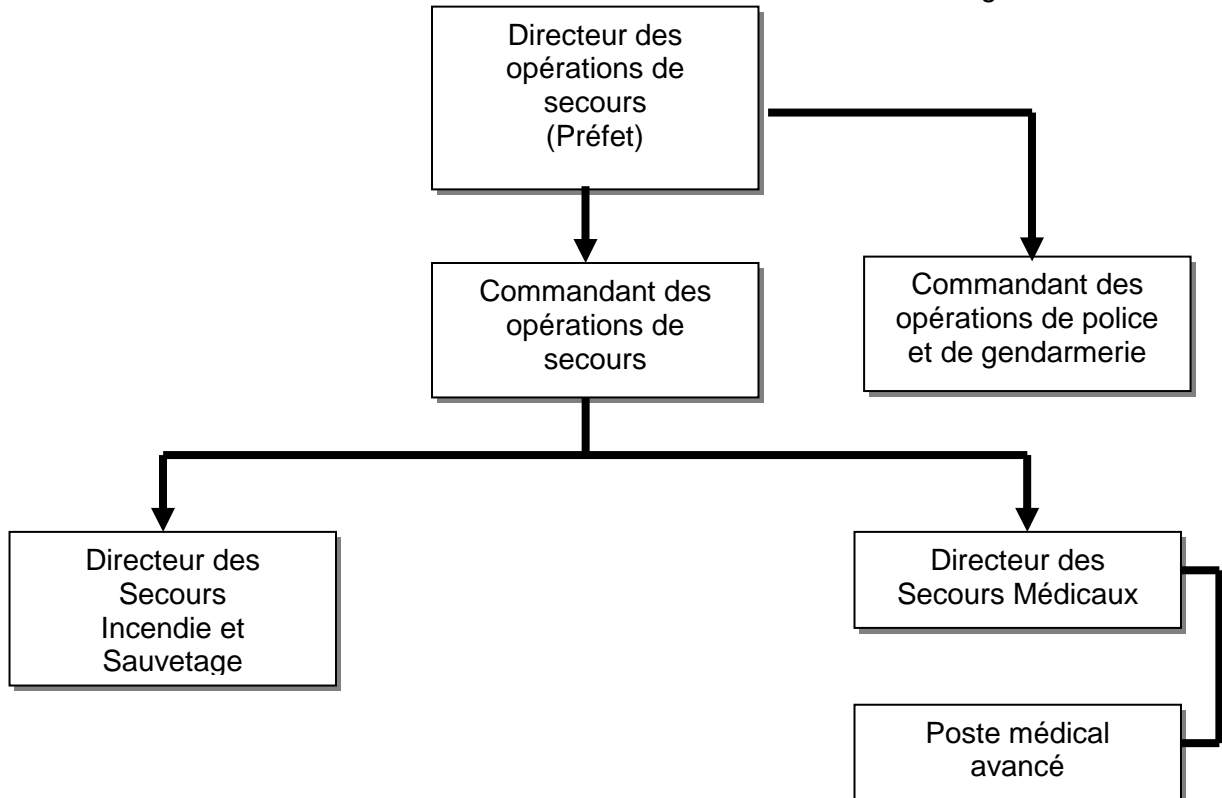 Directeur des
opérations de
secours
(Préfet)
Commandant des
opérations de
secours
Commandant des
opérations de police
et de gendarmerie
Directeur des
Secours
Incendie et
Sauvetage
Directeur des
Secours Médicaux
Poste médical
avancé